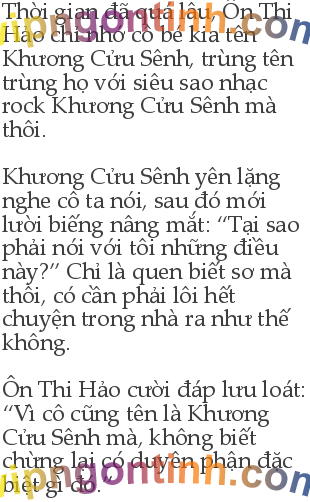 Thời gian đã quá lâu, Ôn Thi
Hảo chỉ nhớ cô bé kia tên
Khương Cửu Sênh, trùng tên
trùng họ với siêu sao nhạc
rock Khương Cửu Sênh mà
thôi.
Khương Cửu Sênh yên lặng
nghe cô ta nói, sau đó mới
lười biếng nâng mắt: “Tại sao
phải nói với tôi những điều
này?” Chỉ là quen biết sơ mà
thôi, có cần phải lôi hết
chuyện trong nhà ra như thế
không.
Ôn Thi Hảo cười đáp lưu loát:
“Vì cô cũng tên là Khương
Cửu Sênh mà, không biết
chừng lại có duyên phận đặc
biệt gì đó.”
iipngontinh.com
iipngontinh.com